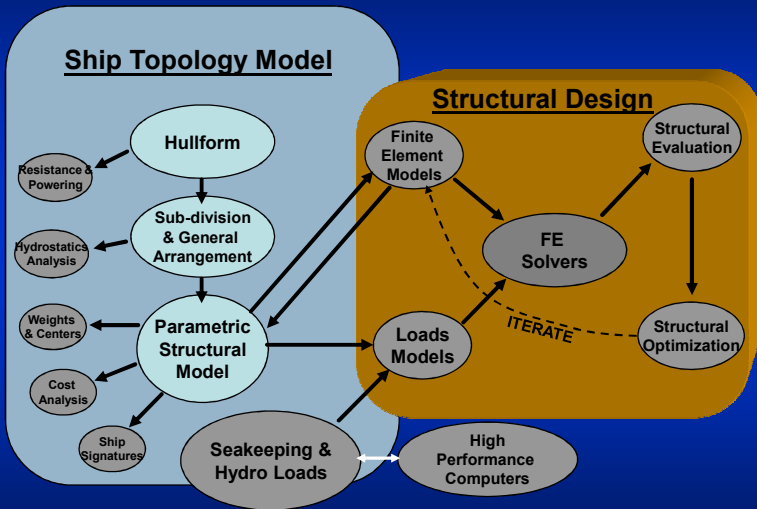 Ship Topology Model
Hullform
Resistance &
Powering
Sub-division
& General
Arrangement
Hydrostatics
Analysis
Parametric
Structural
Model
Weights
& Centers
Cost
Analysis
Ship
Signatures
Seakeeping &
Hydro Loads
High
Performance
Computers
Structural Design
Finite
Element
Models
Structural
Evaluation
FE
Solvers
Loads
Models
ITERATE
Structural
Optimization